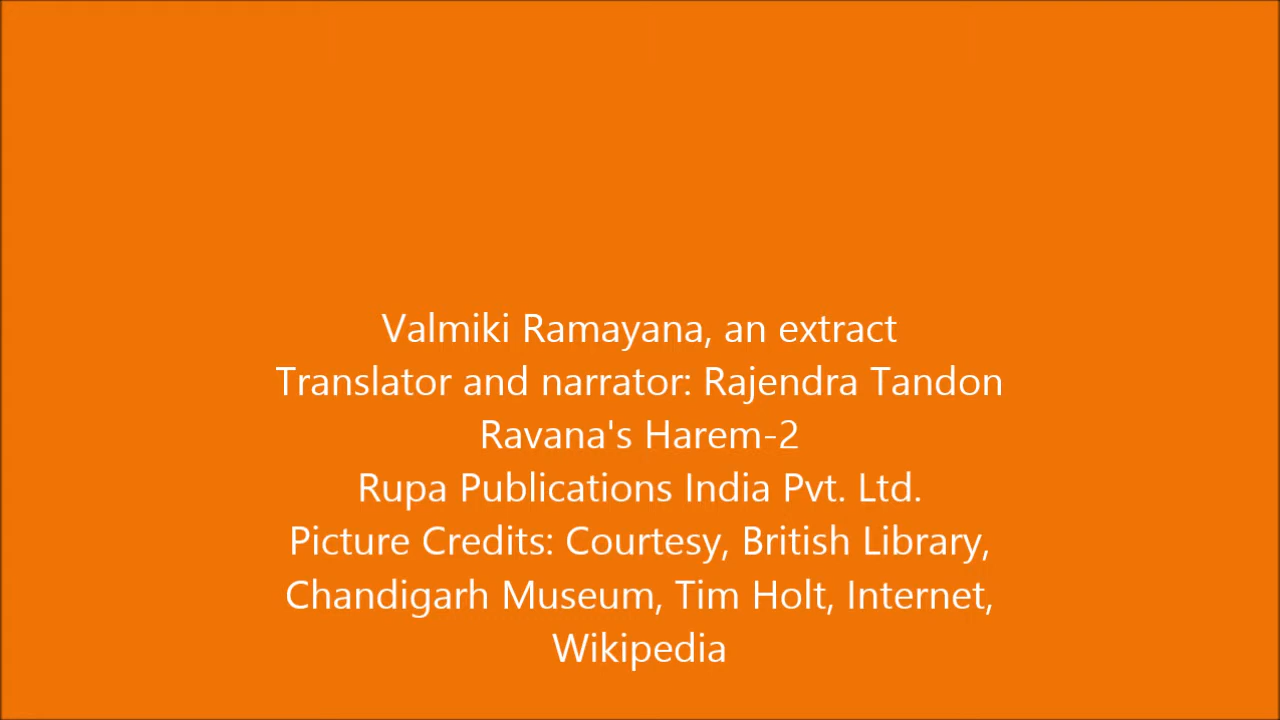 Valmiki Ramayana, an extract
Translator and narrator: Rajendra Tandon
Ravana's Harem-2
Rupa Publications India Pvt. Ltd.
Picture Credits: Courtesy, British Library,
Chandigarh Museum, Tim Holt, Internet,
Wikipedia